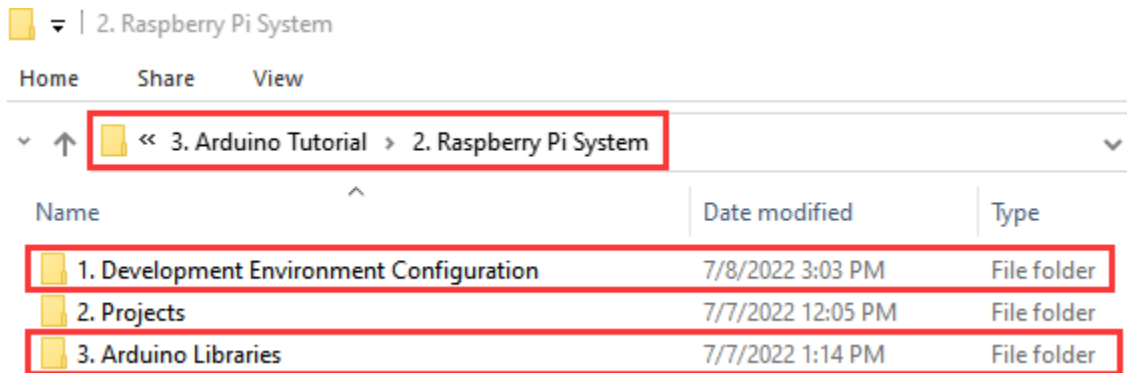 2. Raspberry Pi System
Home Share View
« 3. Arduino Tutorial > 2. Raspberry Pi System
Name Date modified Type
1. Development Environment Configuration 7/8/2022 3:03 PM File folder
2. Projects 7/7/2022 12:05 PM File folder
3. Arduino Libraries 7/7/2022 1:14 PM File folder